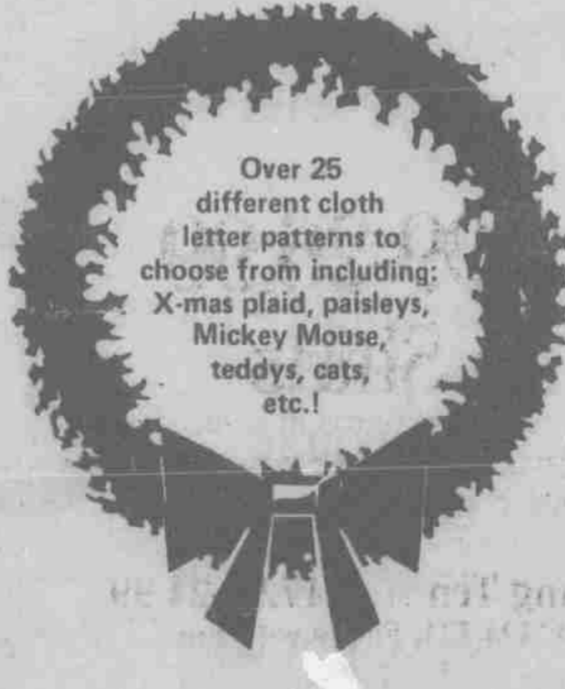 Over 25
different cloth
letter patterns to
choose from including:
X-mas plaid, paisleys,
Mickey Mouse,
teddys, cats,
etc.!